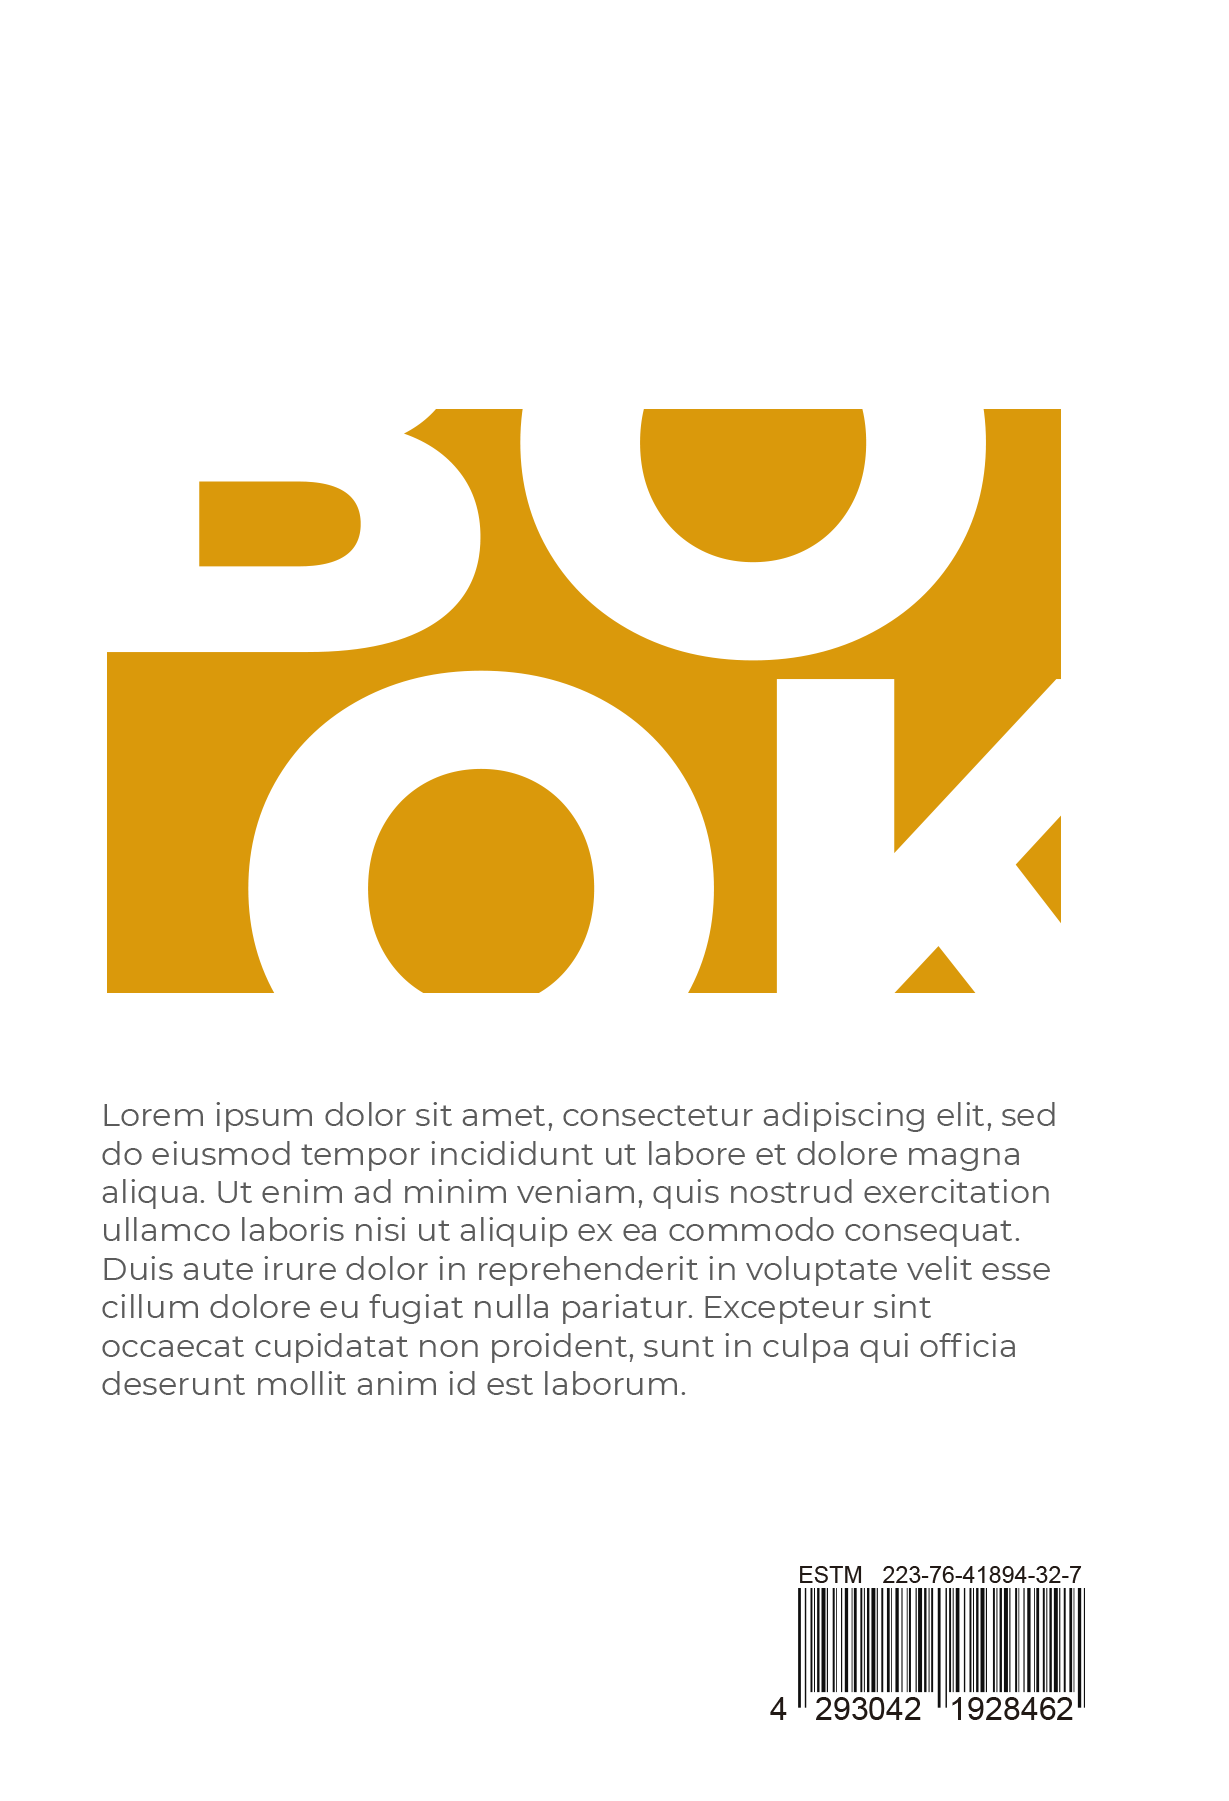 BO
OK
Lorem ipsum dolor sit amet, consectetur adipiscing elit, sed
do eiusmod tempor incididunt ut labore et dolore magna
aliqua. Ut enim ad minim veniam, quis nostrud exercitation
ullamco laboris nisi ut aliquip ex ea commodo consequat.
Duis aute irure dolor in reprehenderit in voluptate velit esse
cillum dolore eu fugiat nulla pariatur. Excepteur sint
occaecat cupidatat non proident, sunt in culpa qui officia
deserunt mollit anim id est laborum.
ESTM 223-76-41894-32-7
4 293042 1928462